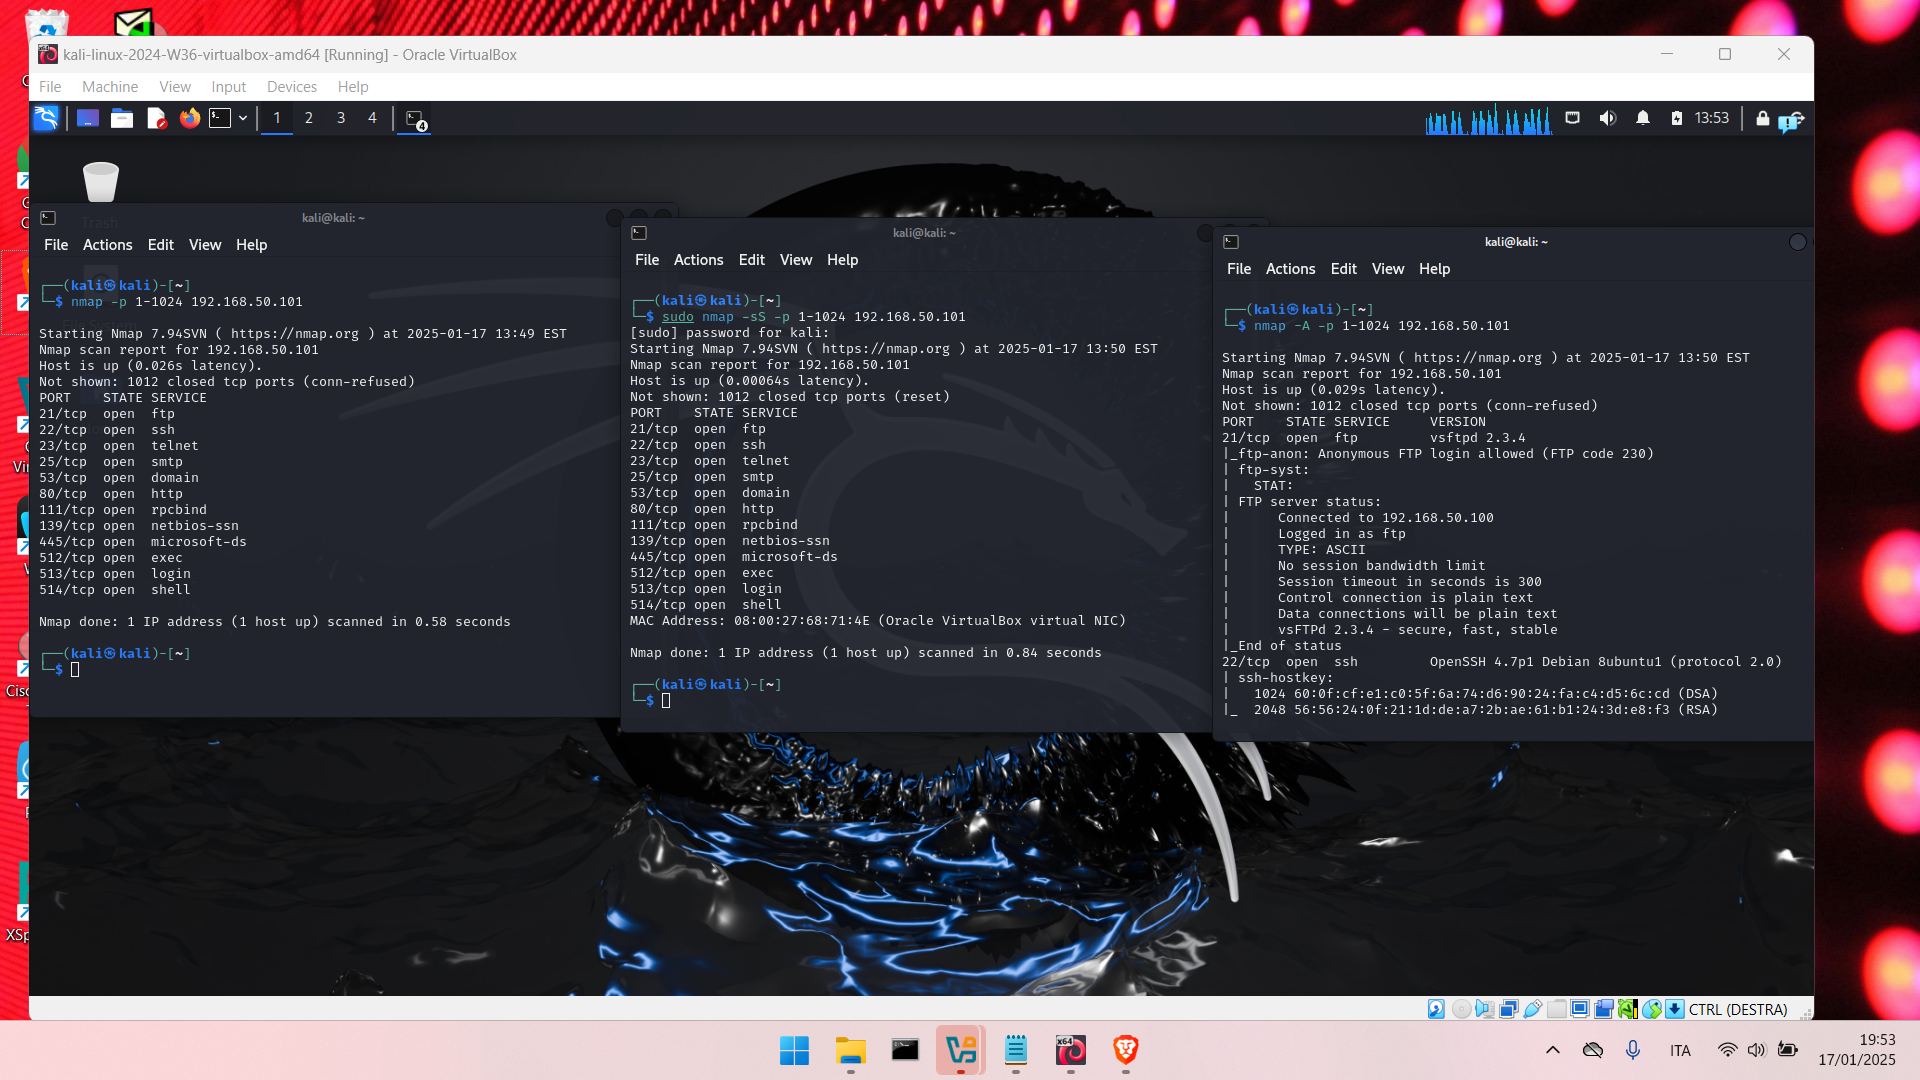 kali-linux-2024-W36-virtualbox-amd64 [Running] - Oracle VirtualBox
File Machine View Input Devices Help
1 2 3 4
4
13:53
Trash
kali@kali: ~
File Actions Edit View Help
┌──(kali㉿kali)-[~]
└─$ nmap -p 1-1024 192.168.50.101
Starting Nmap 7.94SVN ( https://nmap.org ) at 2025-01-17 13:49 EST
Nmap scan report for 192.168.50.101
Host is up (0.026s latency).
Not shown: 1012 closed tcp ports (conn-refused)
PORT    STATE SERVICE
21/tcp  open  ftp
22/tcp  open  ssh
23/tcp  open  telnet
25/tcp  open  smtp
53/tcp  open  domain
80/tcp  open  http
111/tcp open  rpcbind
139/tcp open  netbios-ssn
445/tcp open  microsoft-ds
512/tcp open  exec
513/tcp open  login
514/tcp open  shell
Nmap done: 1 IP address (1 host up) scanned in 0.58 seconds
┌──(kali㉿kali)-[~]
└─$
kali@kali: ~
File Actions Edit View Help
┌──(kali㉿kali)-[~]
└─$ sudo nmap -sS -p 1-1024 192.168.50.101
[sudo] password for kali:
Starting Nmap 7.94SVN ( https://nmap.org ) at 2025-01-17 13:50 EST
Nmap scan report for 192.168.50.101
Host is up (0.00064s latency).
Not shown: 1012 closed tcp ports (reset)
PORT    STATE SERVICE
21/tcp  open  ftp
22/tcp  open  ssh
23/tcp  open  telnet
25/tcp  open  smtp
53/tcp  open  domain
80/tcp  open  http
111/tcp open  rpcbind
139/tcp open  netbios-ssn
445/tcp open  microsoft-ds
512/tcp open  exec
513/tcp open  login
514/tcp open  shell
MAC Address: 08:00:27:68:71:4E (Oracle VirtualBox virtual NIC)
Nmap done: 1 IP address (1 host up) scanned in 0.84 seconds
┌──(kali㉿kali)-[~]
└─$
kali@kali: ~
File Actions Edit View Help
┌──(kali㉿kali)-[~]
└─$ nmap -A -p 1-1024 192.168.50.101
Starting Nmap 7.94SVN ( https://nmap.org ) at 2025-01-17 13:50 EST
Nmap scan report for 192.168.50.101
Host is up (0.029s latency).
Not shown: 1012 closed tcp ports (conn-refused)
PORT    STATE SERVICE     VERSION
21/tcp  open  ftp         vsftpd 2.3.4
|_ftp-anon: Anonymous FTP login allowed (FTP code 230)
| ftp-syst:
|   STAT:
| FTP server status:
|      Connected to 192.168.50.100
|      Logged in as ftp
|      TYPE: ASCII
|      No session bandwidth limit
|      Session timeout in seconds is 300
|      Control connection is plain text
|      Data connections will be plain text
|      vsFTPd 2.3.4 - secure, fast, stable
|_End of status
22/tcp  open  ssh         OpenSSH 4.7p1 Debian 8ubuntu1 (protocol 2.0)
| ssh-hostkey:
|   1024 60:0f:cf:e1:c0:5f:6a:74:d6:90:24:fa:c4:d5:6c:cd (DSA)
|_  2048 56:56:24:0f:21:1d:de:a7:2b:ae:61:b1:24:3d:e8:f3 (RSA)
CTRL (DESTRA)
x64
ITA
19:53
17/01/2025